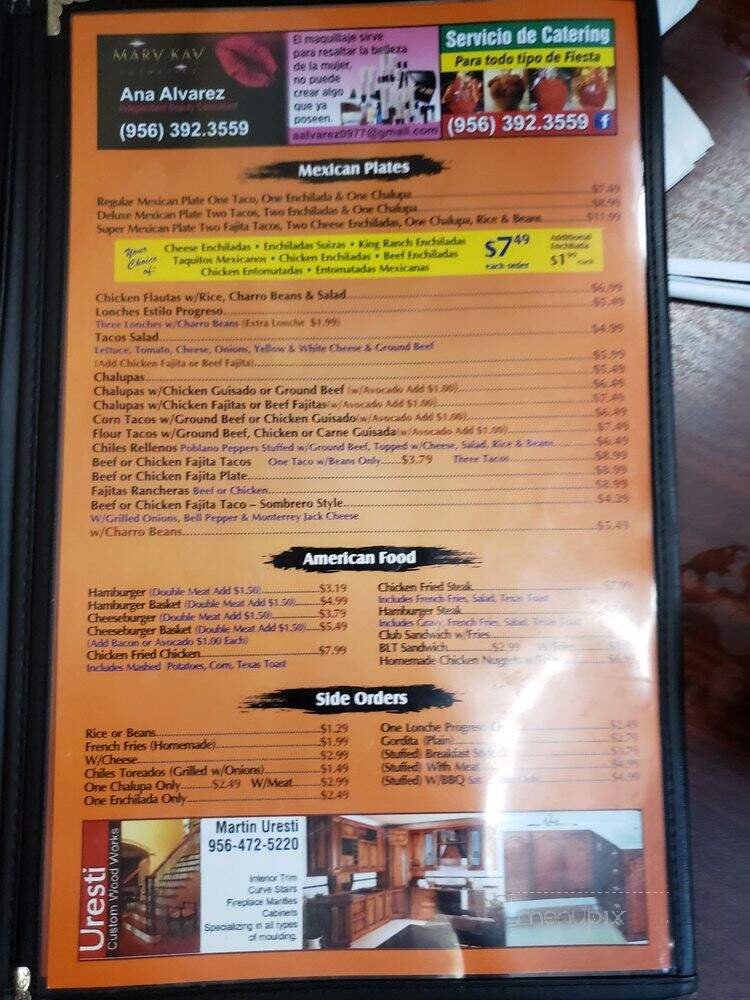 MARY KAY
Ana Alvarez
Independent Beauty Consultant
(956) 392.3559
El maquillaje sirve
para resaltar la belleza
de la mujer,
no puede
crear algo
que ya
poseen.
aalvarez0977@gmail.com
Servicio de Catering
Para todo tipo de Fiesta
(956) 392.3559 f
Mexican Plates
Regular Mexican Plate One Taco, One Enchilada & One Chalupa $7.49
Deluxe Mexican Plate Two Tacos, Two Enchiladas & One Chalupa $8.99
Super Mexican Plate Two Fajita Tacos, Two Cheese Enchiladas, One Chalupa, Rice & Beans $11.99
Your Choice of:
Cheese Enchiladas • Enchiladas Suizas • King Ranch Enchiladas
Taquitos Mexicanos • Chicken Enchiladas • Beef Enchiladas
Chicken Entomatadas • Entomatadas Mexicanas
$7.49 each order
Additional Enchilada $1.99 each
Chicken Flautas w/Rice, Charro Beans & Salad $6.99
Lonches Estilo Progreso $5.49
Three Lonches w/Charro Beans (Extra Lonche $1.99)
Tacos Salad $4.99
Lettuce, Tomato, Cheese, Onions, Yellow & White Cheese & Ground Beef
(Add Chicken Fajita or Beef Fajita) $5.99
Chalupas $5.49
Chalupas w/Chicken Guisado or Ground Beef (w/Avocado Add $1.00) $6.49
Chalupas w/Chicken Fajitas or Beef Fajitas (w/Avocado Add $1.00) $7.49
Corn Tacos w/Ground Beef or Chicken Guisado (w/Avocado Add $1.00) $6.49
Flour Tacos w/Ground Beef, Chicken or Carne Guisada (w/Avocado Add $1.00) $7.49
Chiles Rellenos Poblano Peppers Stuffed w/Ground Beef, Topped w/Cheese, Salad, Rice & Beans $6.49
Beef or Chicken Fajita Tacos One Taco w/Beans Only $3.79 Three Tacos $8.99
Beef or Chicken Fajita Plate $8.99
Fajitas Rancheras Beef or Chicken $8.99
Beef or Chicken Fajita Taco – Sombrero Style $4.29
W/Grilled Onions, Bell Pepper & Monterrey Jack Cheese
w/Charro Beans $5.49
American Food
Hamburger (Double Meat Add $1.50) $3.19
Hamburger Basket (Double Meat Add $1.50) $4.99
Cheeseburger (Double Meat Add $1.50) $3.79
Cheeseburger Basket (Double Meat Add $1.50) $5.49
(Add Bacon or Avocado $1.00 Each)
Chicken Fried Chicken $7.99
Includes Mashed Potatoes, Corn, Texas Toast
Chicken Fried Steak $7.99
Includes French Fries, Salad, Texas Toast
Hamburger Steak
Includes Gravy, French Fries, Salad, Texas Toast
Club Sandwich w/Fries
BLT Sandwich $2.99 W/Fries
Homemade Chicken Nuggets
Side Orders
Rice or Beans $1.29
French Fries (Homemade) $1.99
W/Cheese $2.99
Chiles Toreados (Grilled w/Onions) $1.49
One Chalupa Only $2.49 W/Meat $2.99
One Enchilada Only $2.49
One Lonche Progreso $2.49
Gordita (Plain) $2.79
(Stuffed) Breakfast $3.79
(Stuffed) With Meat $4.99
(Stuffed) W/BBQ $4.99
Uresti
Custom Wood Works
Martin Uresti
956-472-5220
Interior Trim
Curve Stairs
Fireplace Mantles
Cabinets
Specializing in all types
of moulding.
menupix